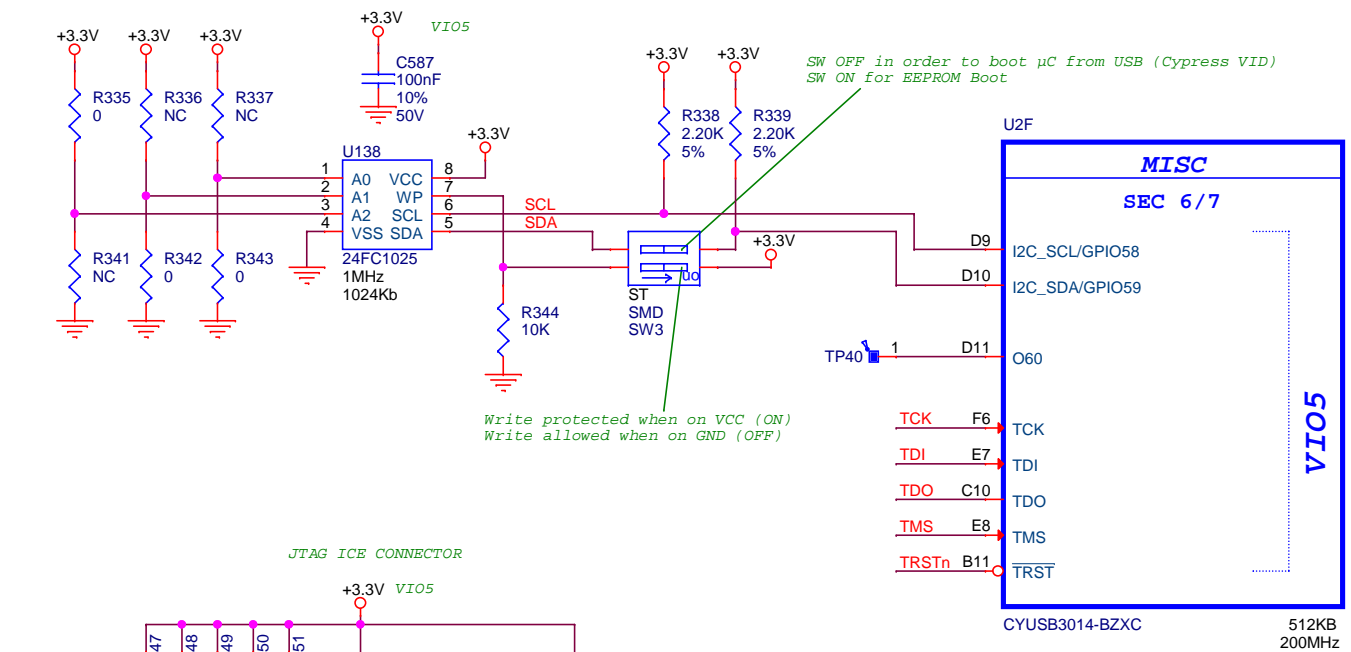 +3.3V
VIO5
+3.3V
+3.3V
+3.3V
C587
100nF
10%
50V
R335
0
R336
NC
R337
NC
+3.3V
+3.3V
SW OFF in order to boot µC from USB (Cypress VID)
SW ON for EEPROM Boot
R338
2.20K
5%
R339
2.20K
5%
+3.3V
U138
1
2
3
4
A0
A1
A2
VSS
VCC
WP
SCL
SDA
8
7
6
5
24FC1025
1MHz
1024Kb
SCL
SDA
+3.3V
R341
NC
R342
0
R343
0
R344
10K
uo
ST
SMD
SW3
Write protected when on VCC (ON)
Write allowed when on GND (OFF)
U2F
MISC
SEC 6/7
D9
I2C_SCL/GPIO58
D10
I2C_SDA/GPIO59
TP40
1
D11
O60
TCK
F6
TCK
TDI
E7
TDI
TDO
C10
TDO
TMS
E8
TMS
TRSTn
B11
TRST
VIO5
CYUSB3014-BZXC
512KB
200MHz
JTAG ICE CONNECTOR
+3.3V
VIO5
47
48
49
50
51